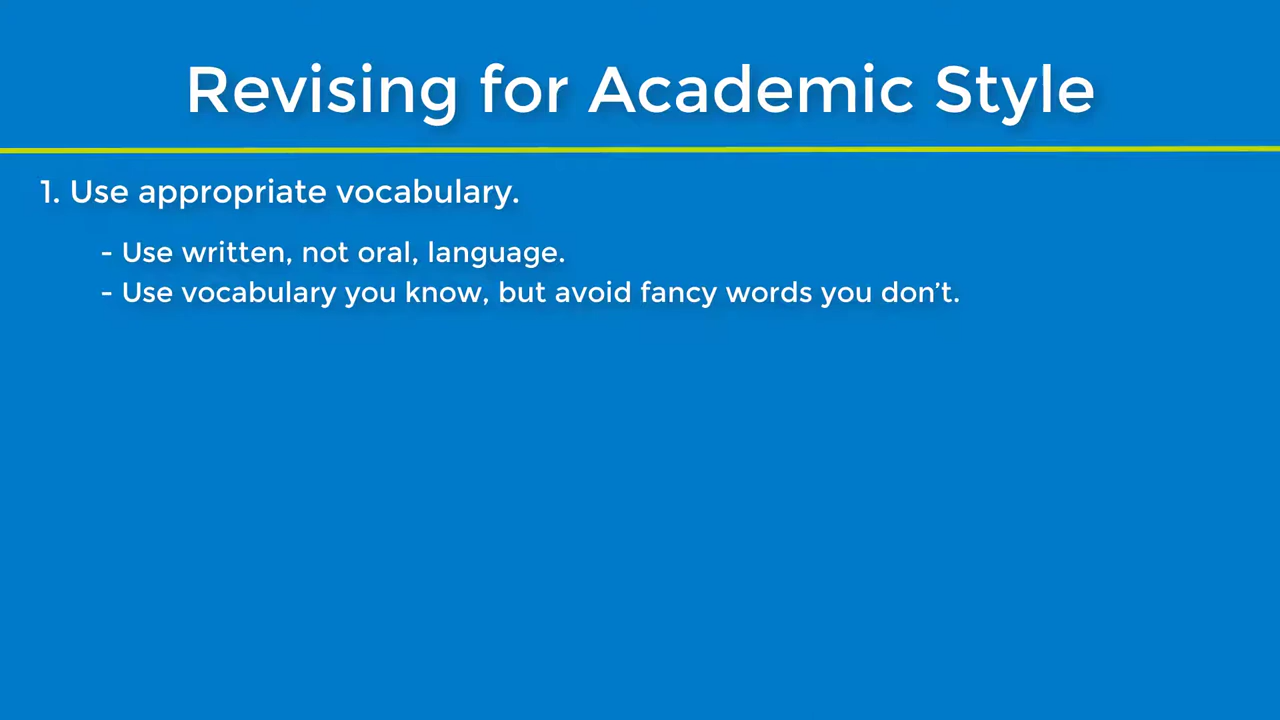 Revising for Academic Style
1. Use appropriate vocabulary.
- Use written, not oral, language.
- Use vocabulary you know, but avoid fancy words you don’t.